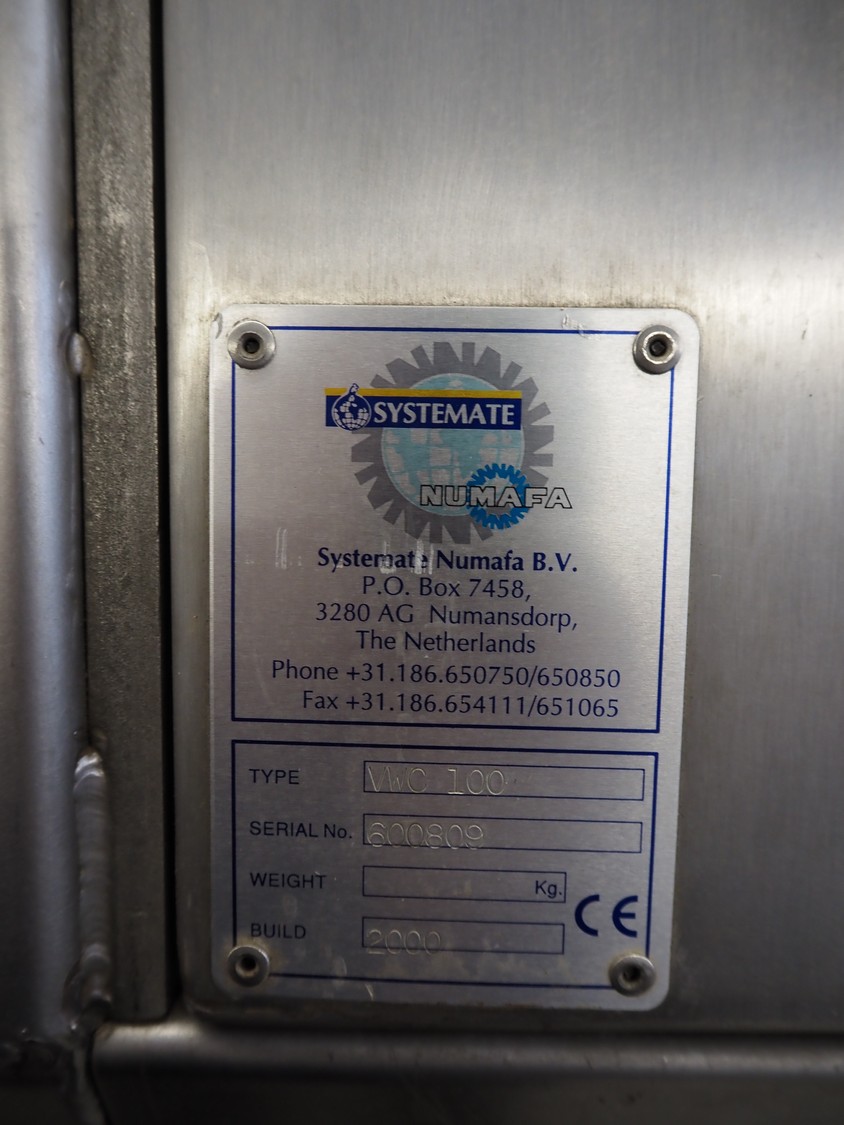 SYSTEMATE
NUMAFA
Systemate Numafa B.V.
P.O. Box 7458,
3280 AG Numansdorp,
The Netherlands
Phone +31.186.650750/650850
Fax +31.186.654111/651065
TYPE VWC 100
SERIAL No. 600809
WEIGHT Kg.
BUILD 2000
CE